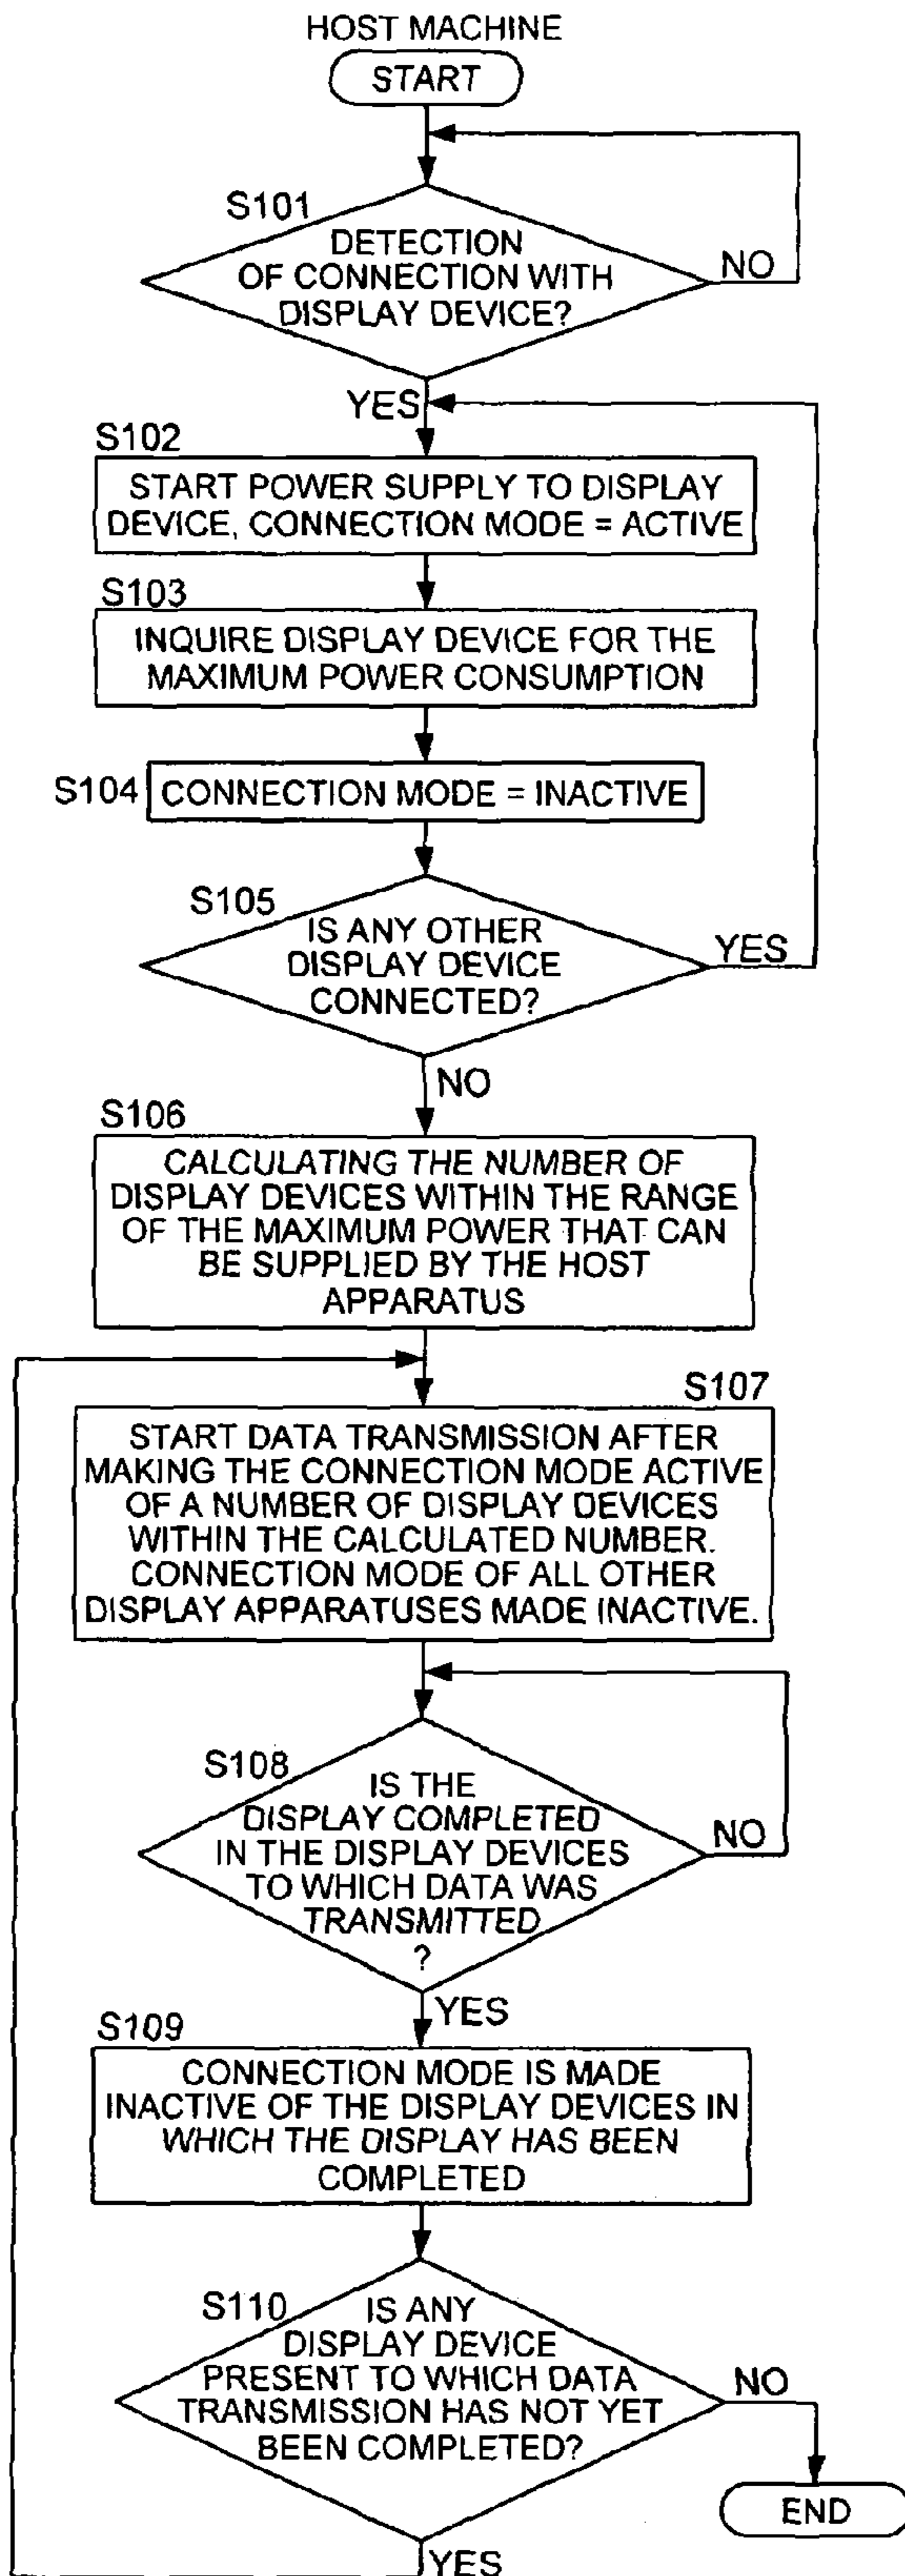 HOST MACHINE
START
S101
DETECTION
OF CONNECTION WITH
DISPLAY DEVICE?
NO
YES
S102
START POWER SUPPLY TO DISPLAY
DEVICE, CONNECTION MODE = ACTIVE
S103
INQUIRE DISPLAY DEVICE FOR THE
MAXIMUM POWER CONSUMPTION
S104
CONNECTION MODE = INACTIVE
S105
IS ANY OTHER
DISPLAY DEVICE
CONNECTED?
YES
NO
S106
CALCULATING THE NUMBER OF
DISPLAY DEVICES WITHIN THE RANGE
OF THE MAXIMUM POWER THAT CAN
BE SUPPLIED BY THE HOST
APPARATUS
S107
START DATA TRANSMISSION AFTER
MAKING THE CONNECTION MODE ACTIVE
OF A NUMBER OF DISPLAY DEVICES
WITHIN THE CALCULATED NUMBER.
CONNECTION MODE OF ALL OTHER
DISPLAY APPARATUSES MADE INACTIVE.
S108
IS THE
DISPLAY COMPLETED
IN THE DISPLAY DEVICES
TO WHICH DATA WAS
TRANSMITTED
?
NO
YES
S109
CONNECTION MODE IS MADE
INACTIVE OF THE DISPLAY DEVICES IN
WHICH THE DISPLAY HAS BEEN
COMPLETED
S110
IS ANY
DISPLAY DEVICE
PRESENT TO WHICH DATA
TRANSMISSION HAS NOT YET
BEEN COMPLETED?
NO
END
YES